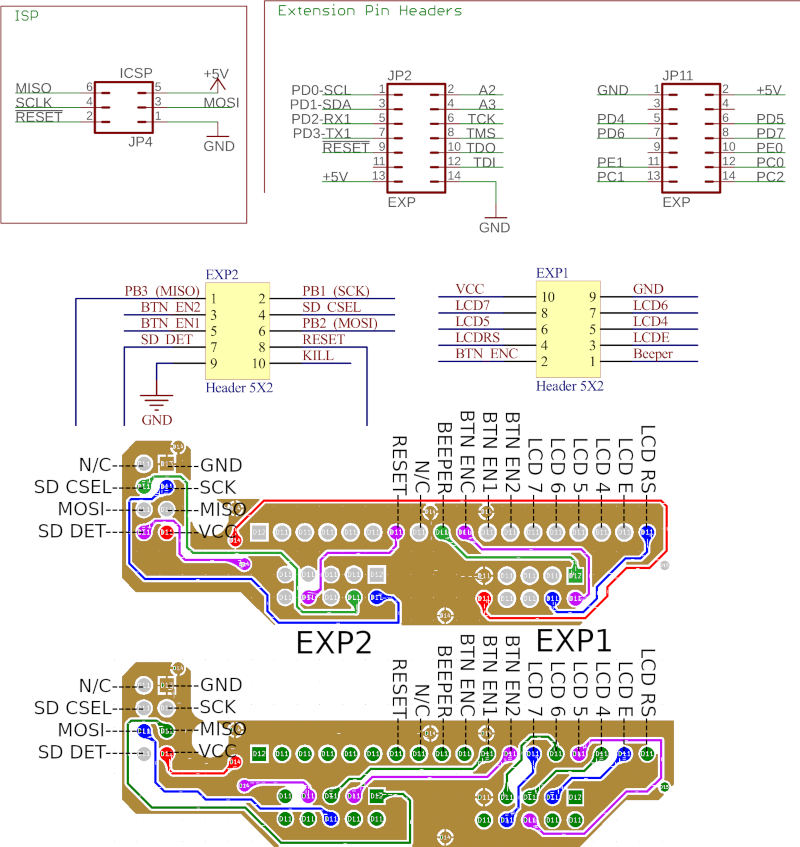 ISP
Extension Pin Headers
ICSP
+5V
MISO 6 5
SCLK 4 3 MOSI
RESET 2 1
JP4
GND
JP2
PD0-SCL 1 2 A2
PD1-SDA 3 4 A3
PD2-RX1 5 6 TCK
PD3-TX1 7 8 TMS
RESET 9 10 TDO
11 12 TDI
+5V 13 14
EXP
GND
JP11
GND 1 2 +5V
3 4
PD4 5 6 PD5
PD6 7 8 PD7
9 10 PE0
PE1 11 12 PC0
PC1 13 14 PC2
EXP
EXP2
PB3 (MISO) 1 2 PB1 (SCK)
BTN EN2 3 4 SD CSEL
BTN EN1 5 6 PB2 (MOSI)
SD DET 7 8 RESET
9 10 KILL
Header 5X2
GND
EXP1
VCC 10 9 GND
LCD7 8 7 LCD6
LCD5 6 5 LCD4
LCDRS 4 3 LCDE
BTN ENC 2 1 Beeper
Header 5X2
RESET
N/C
BEEPER
BTN ENC
BTN EN1
BTN EN2
LCD 7
LCD 6
LCD 5
LCD 4
LCD E
LCD RS
N/C GND
SD CSEL SCK
MOSI MISO
SD DET VCC
EXP2 EXP1
RESET
N/C
BEEPER
BTN ENC
BTN EN1
BTN EN2
LCD 7
LCD 6
LCD 5
LCD 4
LCD E
LCD RS
N/C GND
SD CSEL SCK
MOSI MISO
SD DET VCC